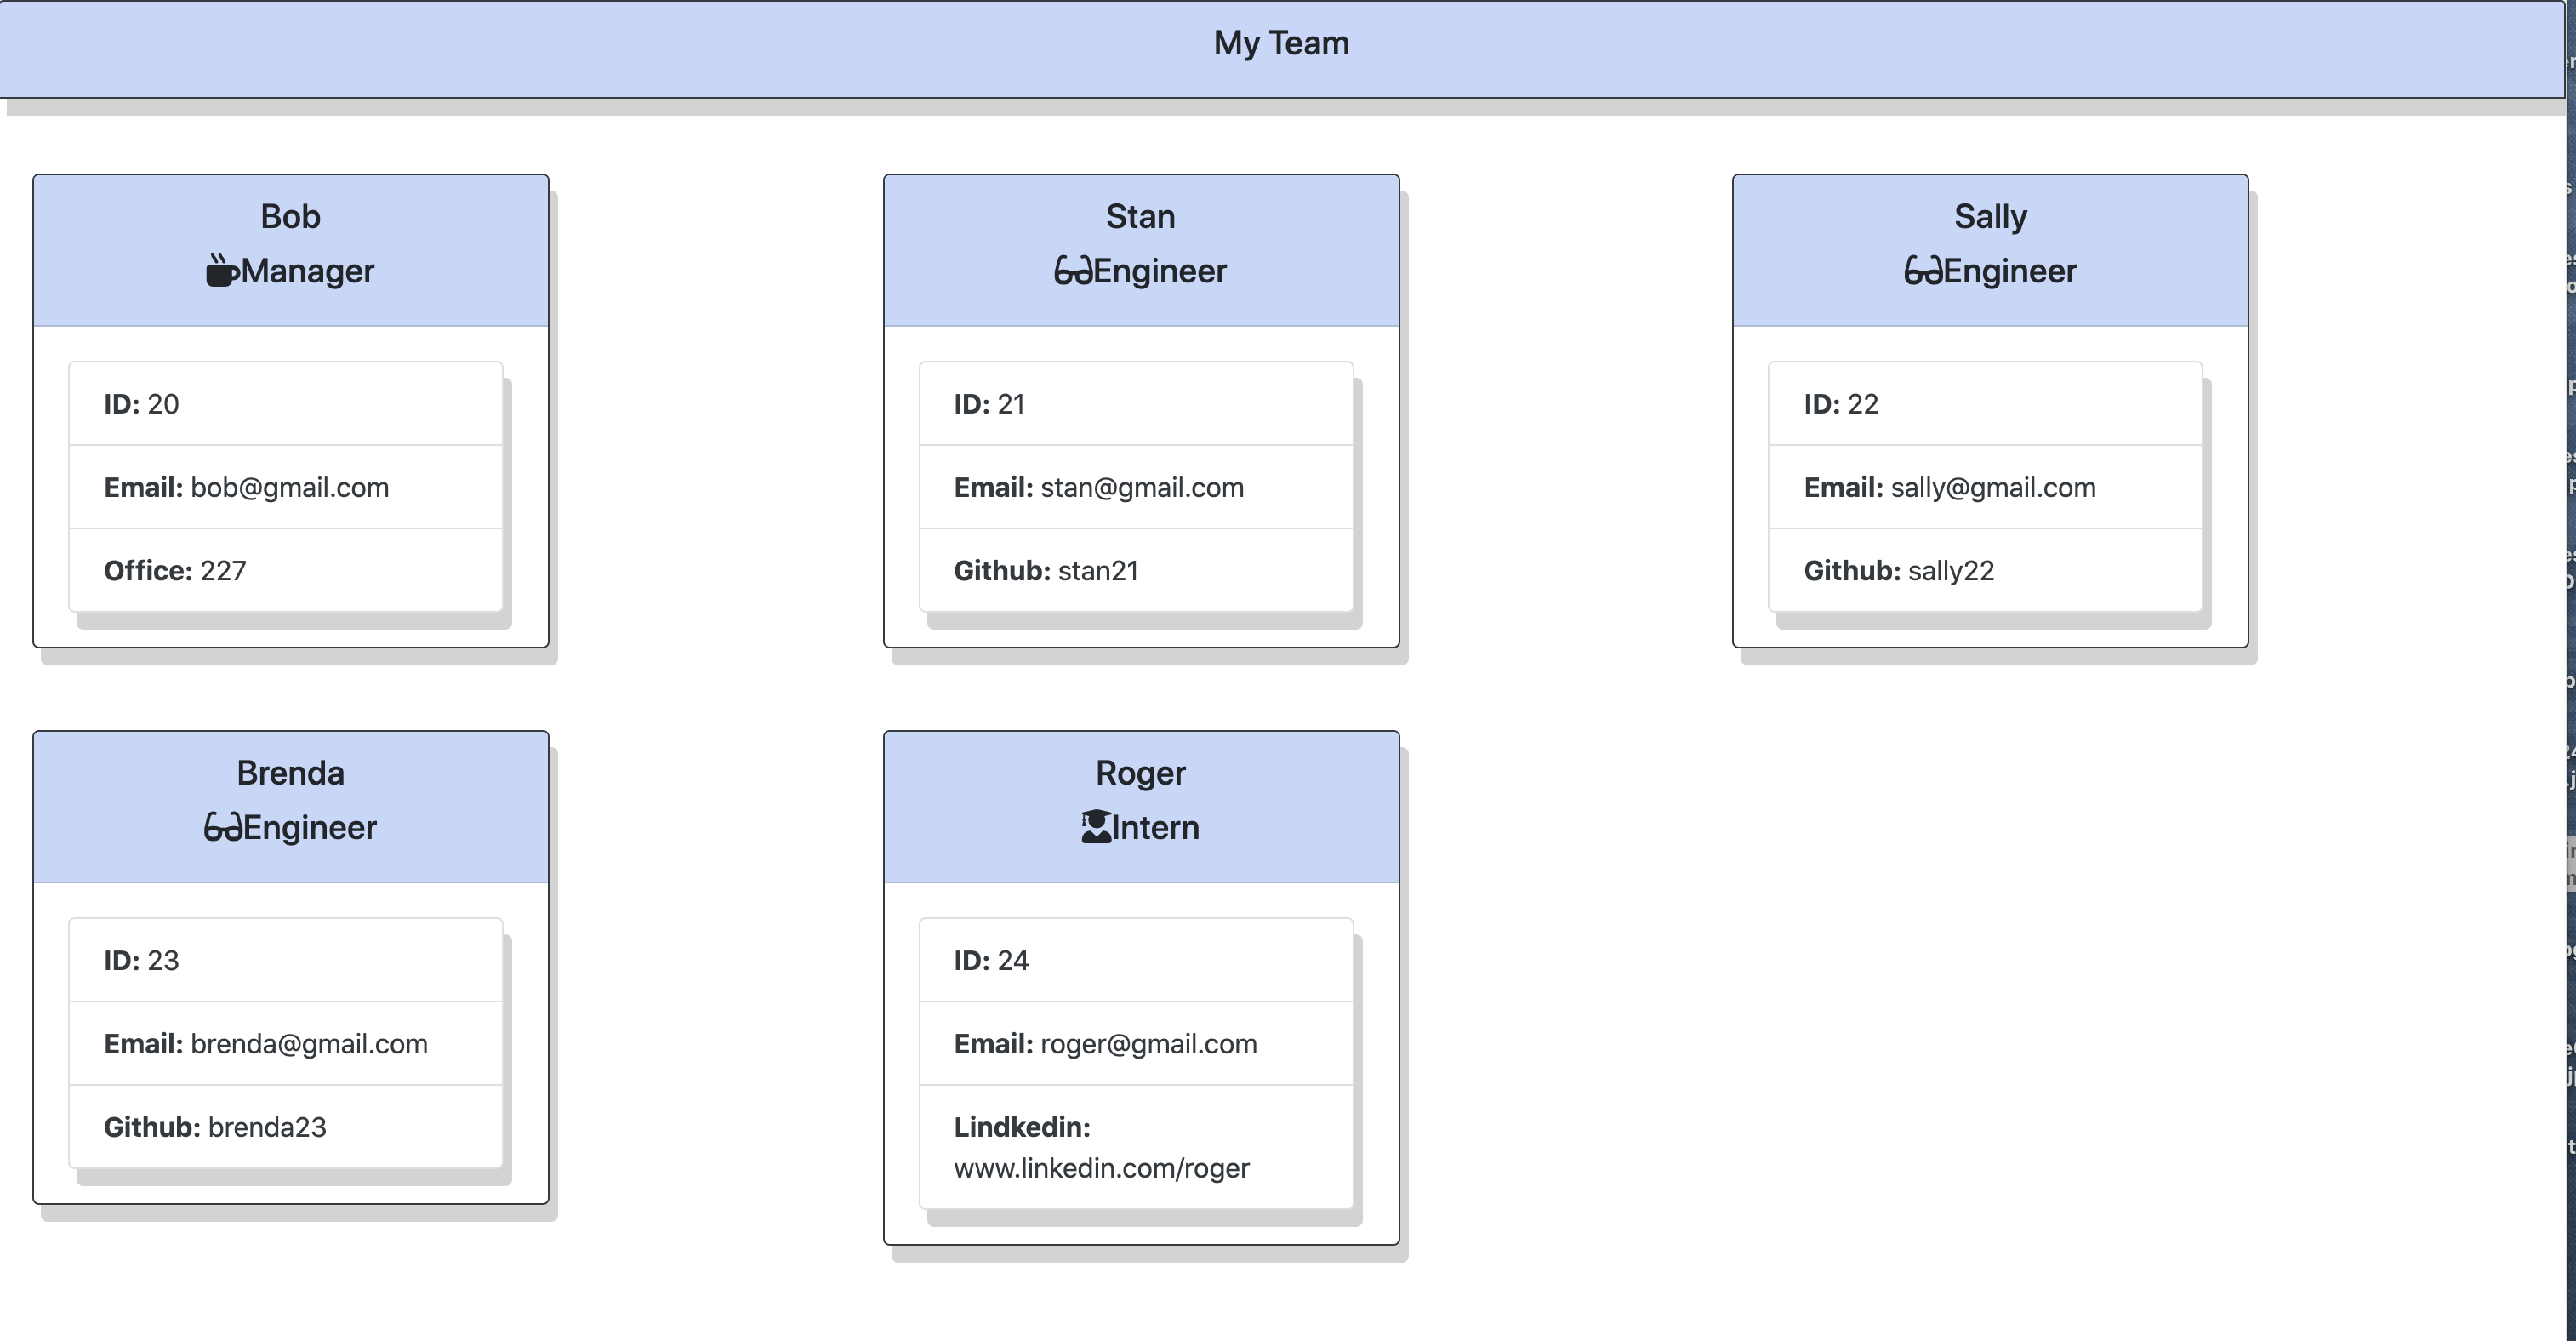 My Team
Bob
Manager
ID: 20
Email: bob@gmail.com
Office: 227
Stan
Engineer
ID: 21
Email: stan@gmail.com
Github: stan21
Sally
Engineer
ID: 22
Email: sally@gmail.com
Github: sally22
Brenda
Engineer
ID: 23
Email: brenda@gmail.com
Github: brenda23
Roger
Intern
ID: 24
Email: roger@gmail.com
Lindkedin:
www.linkedin.com/roger